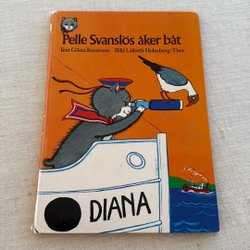 Pelle Svanslös åker båt
Text Gösta Knutsson Bild Lisbeth Holmberg-Thor
DIANA